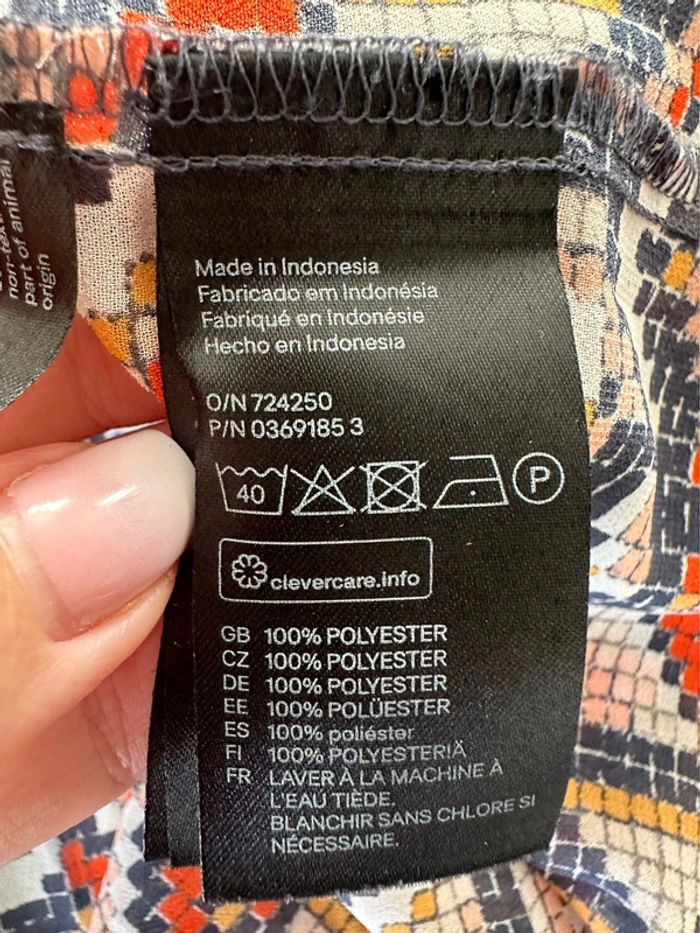 non-text
part of animal
origin
Made in Indonesia
Fabricado em Indonésia
Fabriqué en Indonésie
Hecho en Indonesia
O/N 724250
P/N 0369185 3
40
P
clevercare.info
GB 100% POLYESTER
CZ 100% POLYESTER
DE 100% POLYESTER
EE 100% POLÜESTER
ES 100% poliéster
FI 100% POLYESTERIÄ
FR LAVER À LA MACHINE À
L'EAU TIÈDE.
BLANCHIR SANS CHLORE SI
NÉCESSAIRE.